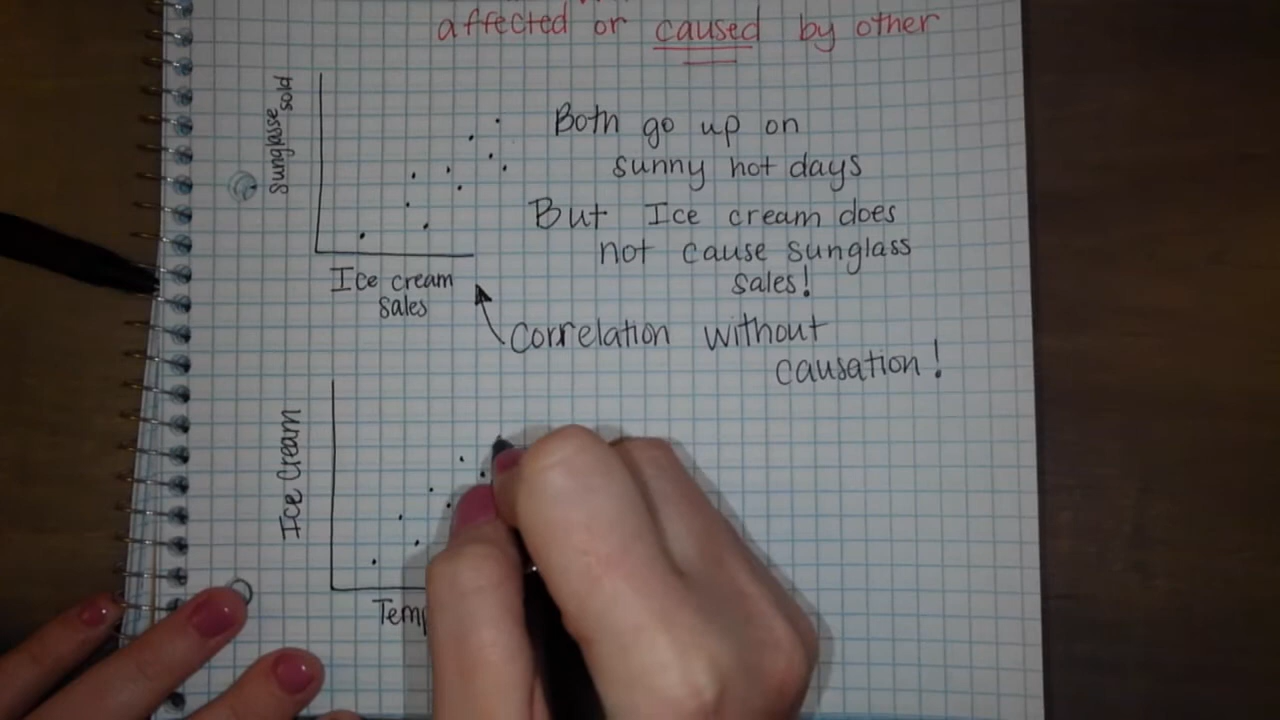 affected or caused by other
sunglasse
sold
Both go up on
sunny hot days
But Ice cream does
not cause sunglass
sales!
Ice cream
sales
Correlation without
causation!
Ice Cream
Temp